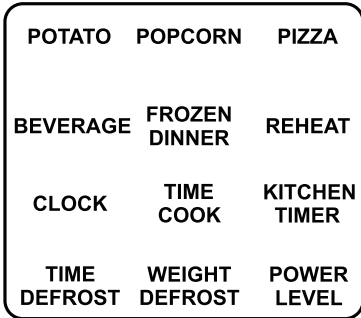 POTATO POPCORN PIZZA
BEVERAGE FROZEN DINNER REHEAT
CLOCK TIME COOK KITCHEN TIMER
TIME DEFROST WEIGHT DEFROST POWER LEVEL